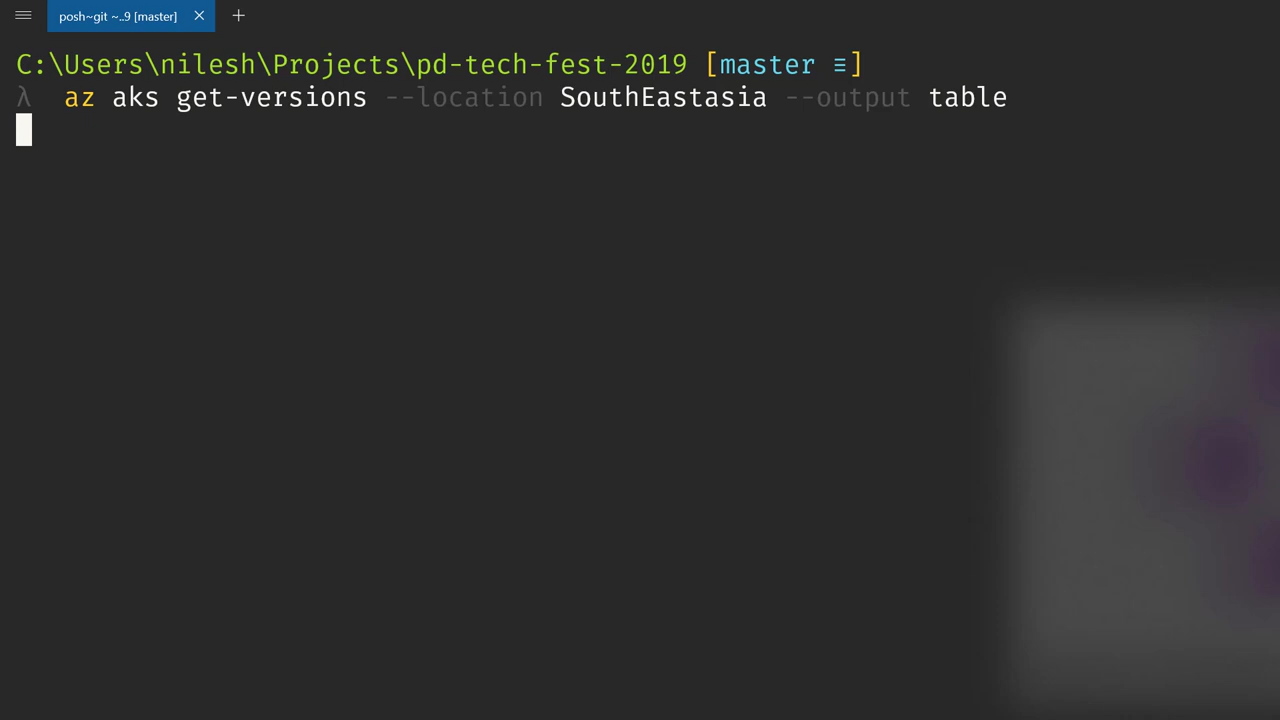 posh~git ~..9 [master]
C:\Users\nilesh\Projects\pd-tech-fest-2019 [master ≡]
λ az aks get-versions --location SouthEastasia --output table